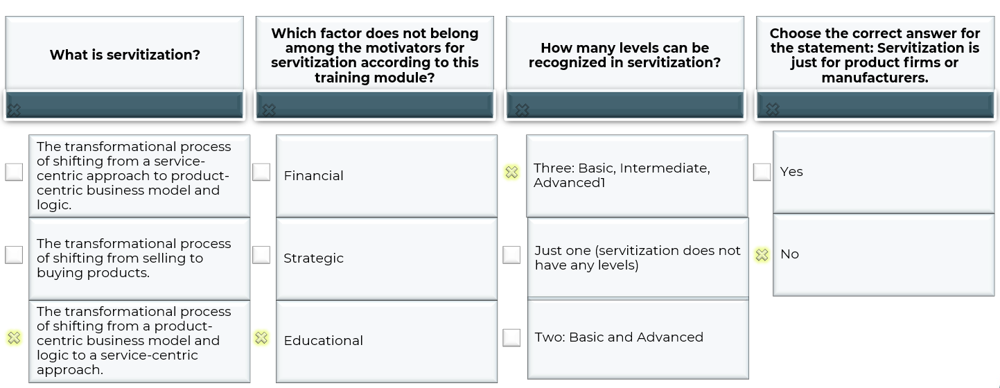 What is servitization?
The transformational process
of shifting from a service-
centric approach to product-
centric business model and
logic.
The transformational process
of shifting from selling to
buying products.
The transformational process
of shifting from a product-
centric business model and
logic to a service-centric
approach.
Which factor does not belong
among the motivators for
servitization according to this
training module?
Financial
Strategic
Educational
How many levels can be
recognized in servitization?
Three: Basic, Intermediate,
Advanced1
Just one (servitization does not
have any levels)
Two: Basic and Advanced
Choose the correct answer for
the statement: Servitization is
just for product firms or
manufacturers.
Yes
No